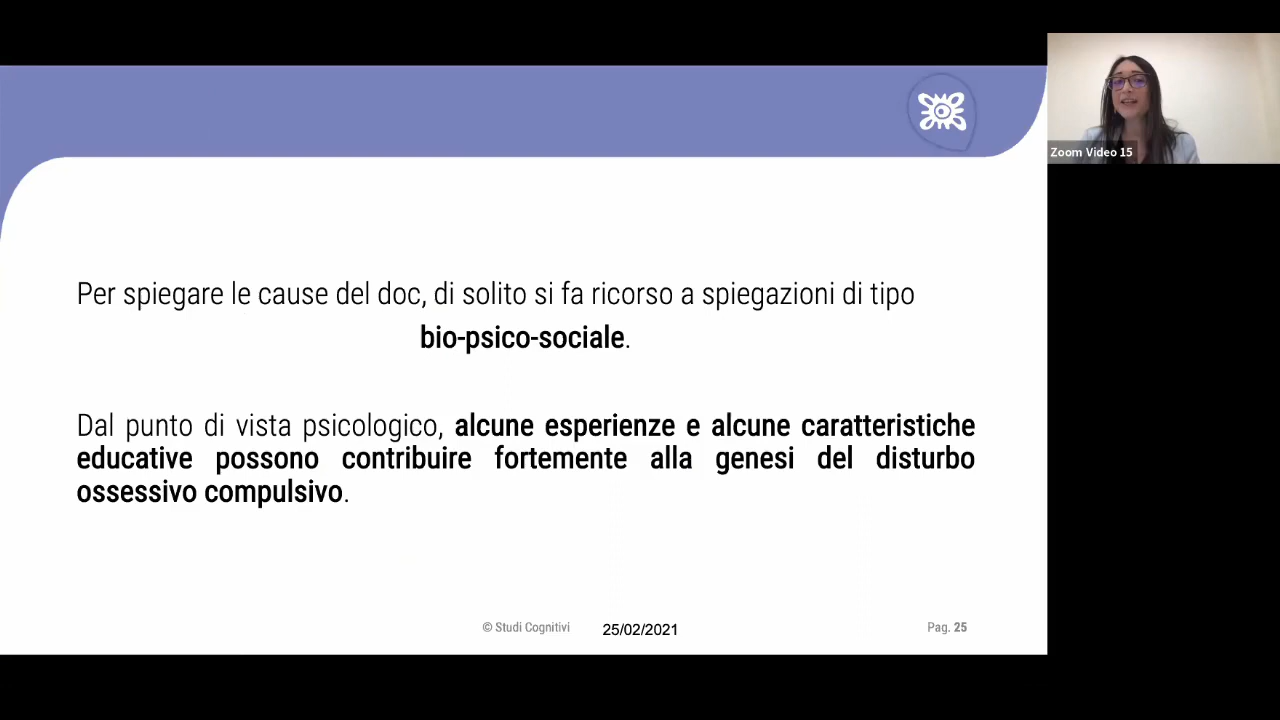 Zoom Video 15
Per spiegare le cause del doc, di solito si fa ricorso a spiegazioni di tipo
bio-psico-sociale.
Dal punto di vista psicologico, alcune esperienze e alcune caratteristiche
educative possono contribuire fortemente alla genesi del disturbo
ossessivo compulsivo.
© Studi Cognitivi 25/02/2021 Pag. 25